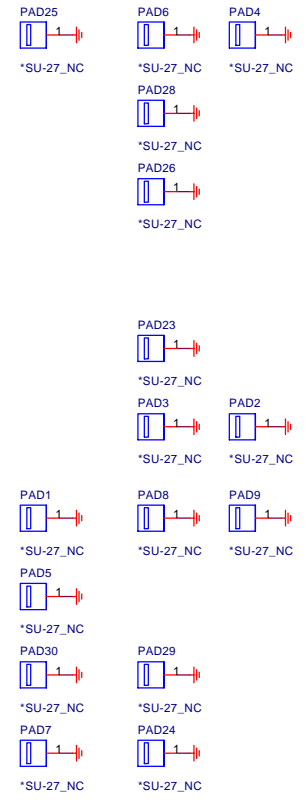 PAD25 PAD6 PAD4
1 1 1
*SU-27_NC *SU-27_NC *SU-27_NC
PAD28
1
*SU-27_NC
PAD26
1
*SU-27_NC
PAD23
1
*SU-27_NC
PAD3 PAD2
1 1
*SU-27_NC *SU-27_NC
PAD1 PAD8 PAD9
1 1 1
*SU-27_NC *SU-27_NC *SU-27_NC
PAD5
1
*SU-27_NC
PAD30 PAD29
1 1
*SU-27_NC *SU-27_NC
PAD7 PAD24
1 1
*SU-27_NC *SU-27_NC